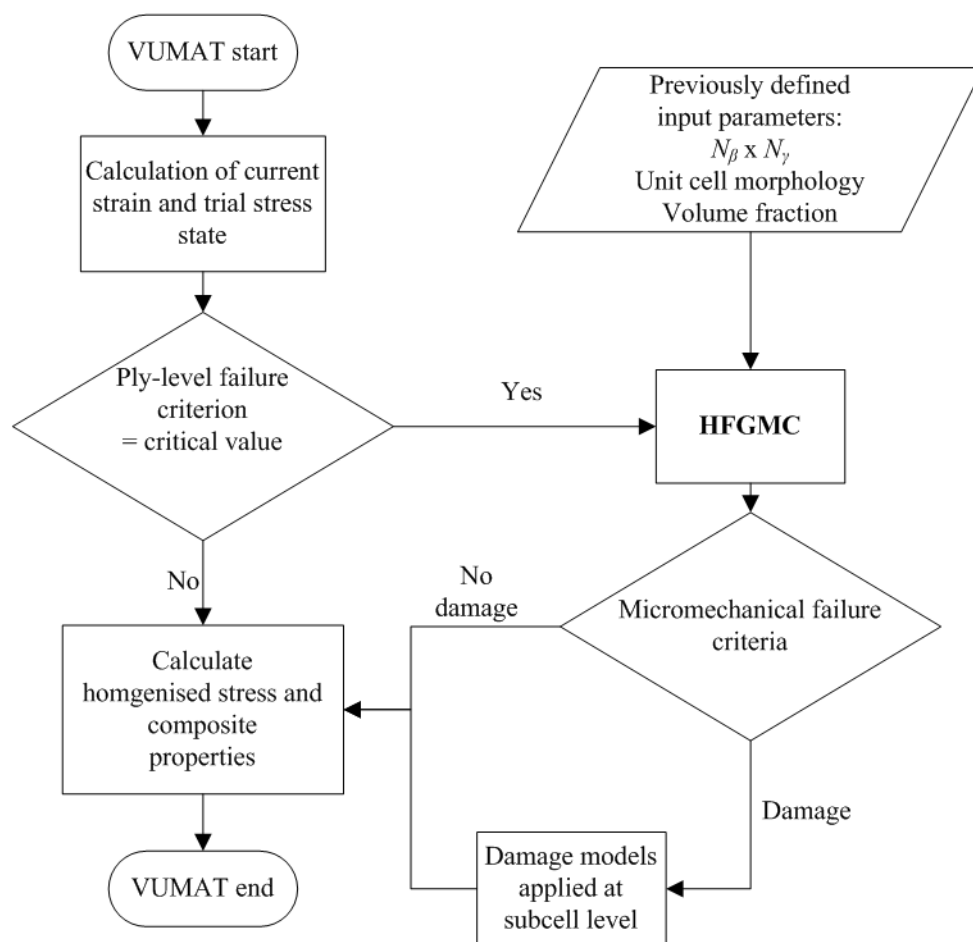 VUMAT start
Calculation of current
strain and trial stress
state
Previously defined
input parameters:
N_β x N_γ
Unit cell morphology
Volume fraction
Ply-level failure
criterion
= critical value
Yes
HFGMC
No
No
damage
Micromechanical failure
criteria
Calculate
homgenised stress and
composite
properties
Damage
Damage models
applied at
subcell level
VUMAT end